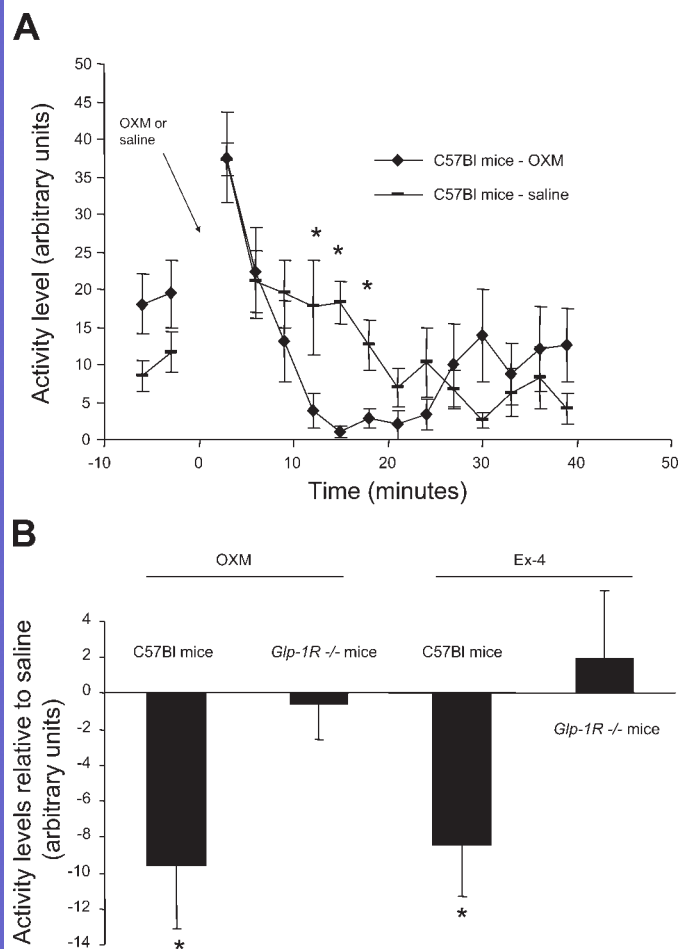 A
50
45
40
35
30
25
20
15
10
5
0
-10
0
10
20
30
40
50
Activity level (arbitrary units)
Time (minutes)
OXM or
saline
C57Bl mice - OXM
C57Bl mice - saline
*
*
*
B
OXM
Ex-4
4
2
0
-2
-4
-6
-8
-10
-12
-14
Activity levels relative to saline
(arbitrary units)
C57Bl mice
Glp-1R -/- mice
C57Bl mice
Glp-1R -/- mice
*
*